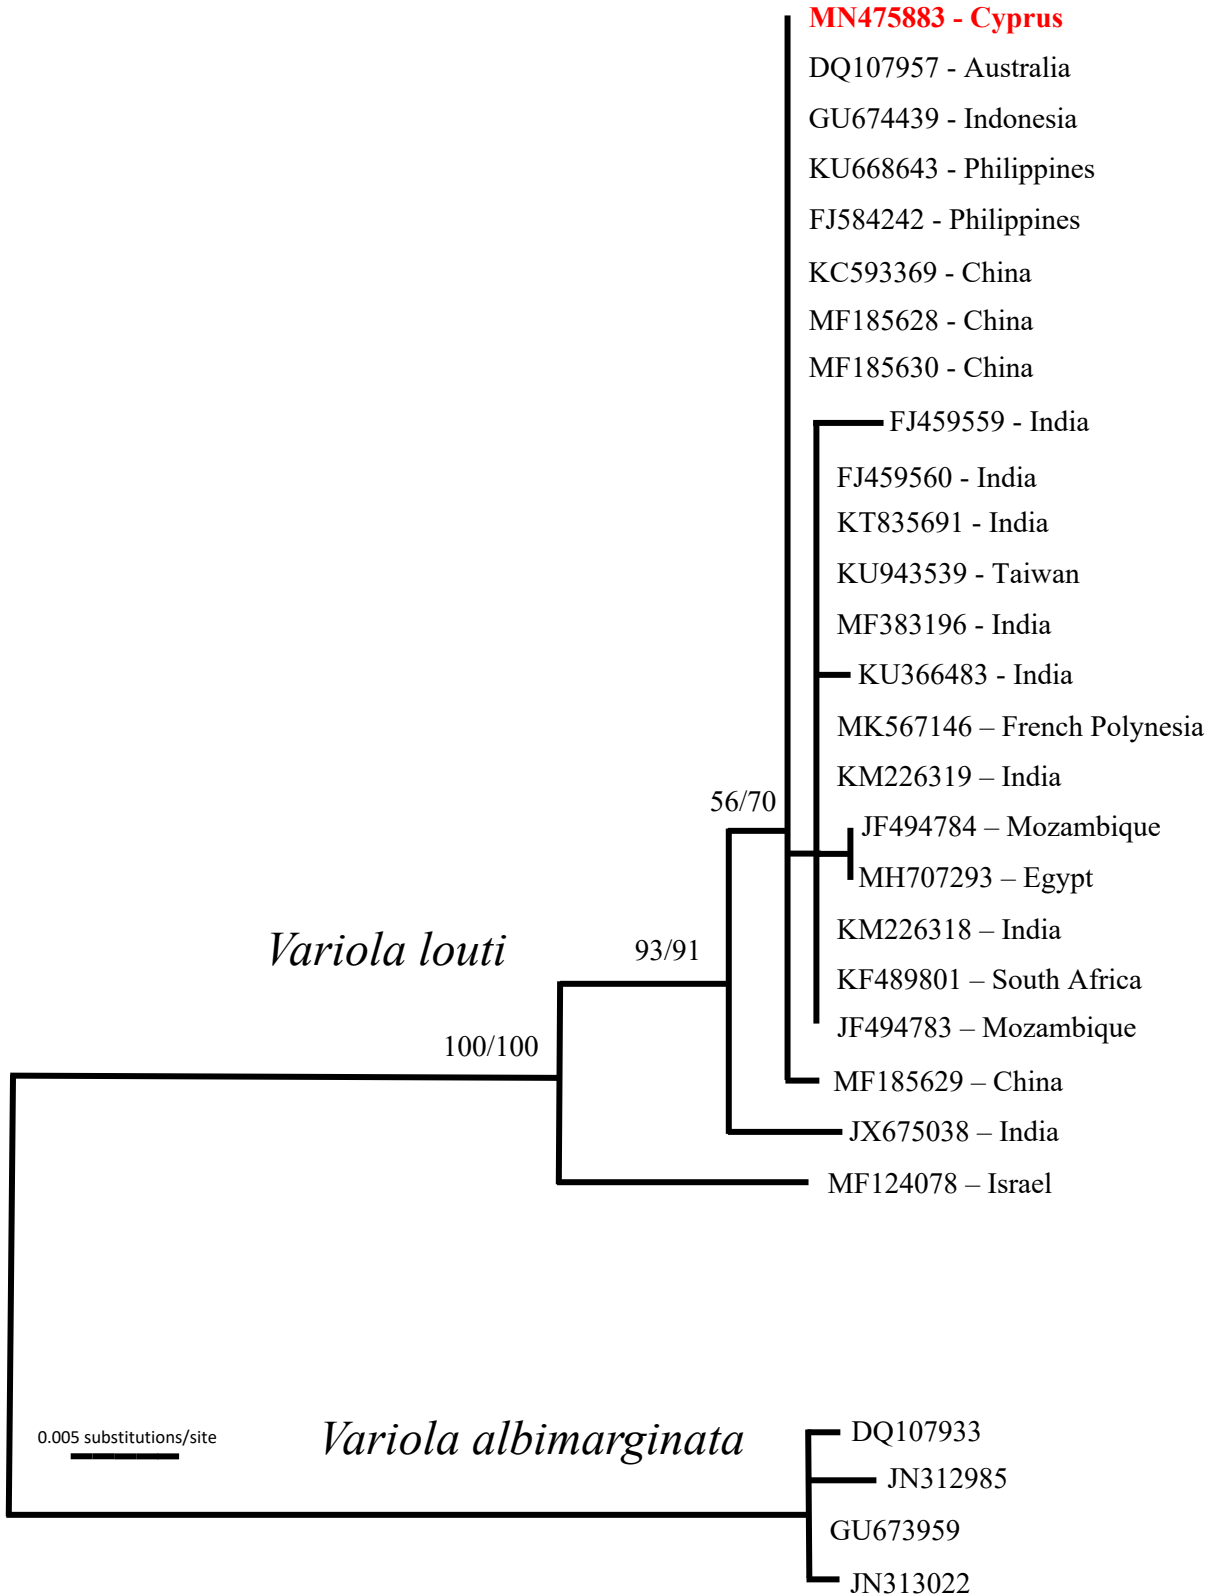 MN475883 - Cyprus
DQ107957 - Australia
GU674439 - Indonesia
KU668643 - Philippines
FJ584242 - Philippines
KC593369 - China
MF185628 - China
MF185630 - China
FJ459559 - India
FJ459560 - India
KT835691 - India
KU943539 - Taiwan
MF383196 - India
KU366483 - India
MK567146 – French Polynesia
KM226319 – India
56/70
JF494784 – Mozambique
MH707293 – Egypt
KM226318 – India
Variola louti
93/91
KF489801 – South Africa
JF494783 – Mozambique
100/100
MF185629 – China
JX675038 – India
MF124078 – Israel
0.005 substitutions/site
Variola albimarginata
DQ107933
JN312985
GU673959
JN313022